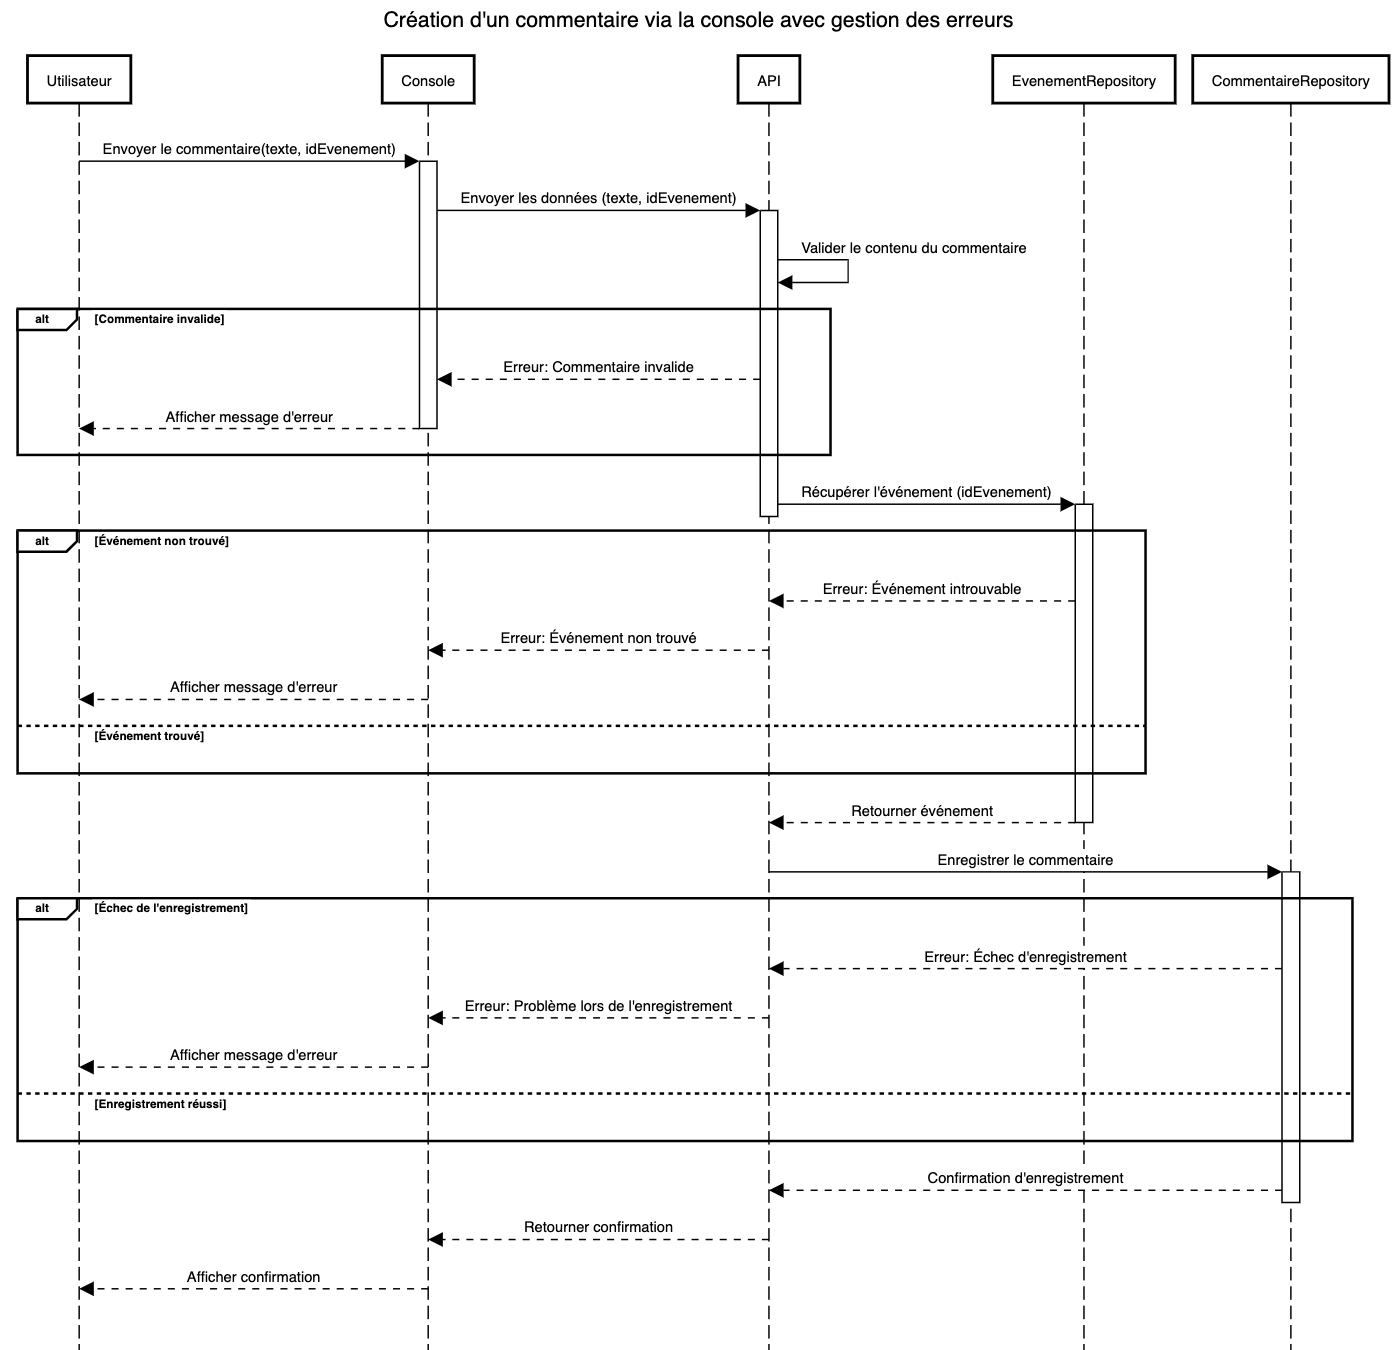 Création d'un commentaire via la console avec gestion des erreurs
Utilisateur
Console
API
EvenementRepository
CommentaireRepository
Envoyer le commentaire(texte, idEvenement)
Envoyer les données (texte, idEvenement)
Valider le contenu du commentaire
alt
[Commentaire invalide]
Erreur: Commentaire invalide
Afficher message d'erreur
Récupérer l'événement (idEvenement)
alt
[Événement non trouvé]
Erreur: Événement introuvable
Erreur: Événement non trouvé
Afficher message d'erreur
[Événement trouvé]
Retourner événement
Enregistrer le commentaire
alt
[Échec de l'enregistrement]
Erreur: Échec d'enregistrement
Erreur: Problème lors de l'enregistrement
Afficher message d'erreur
[Enregistrement réussi]
Confirmation d'enregistrement
Retourner confirmation
Afficher confirmation